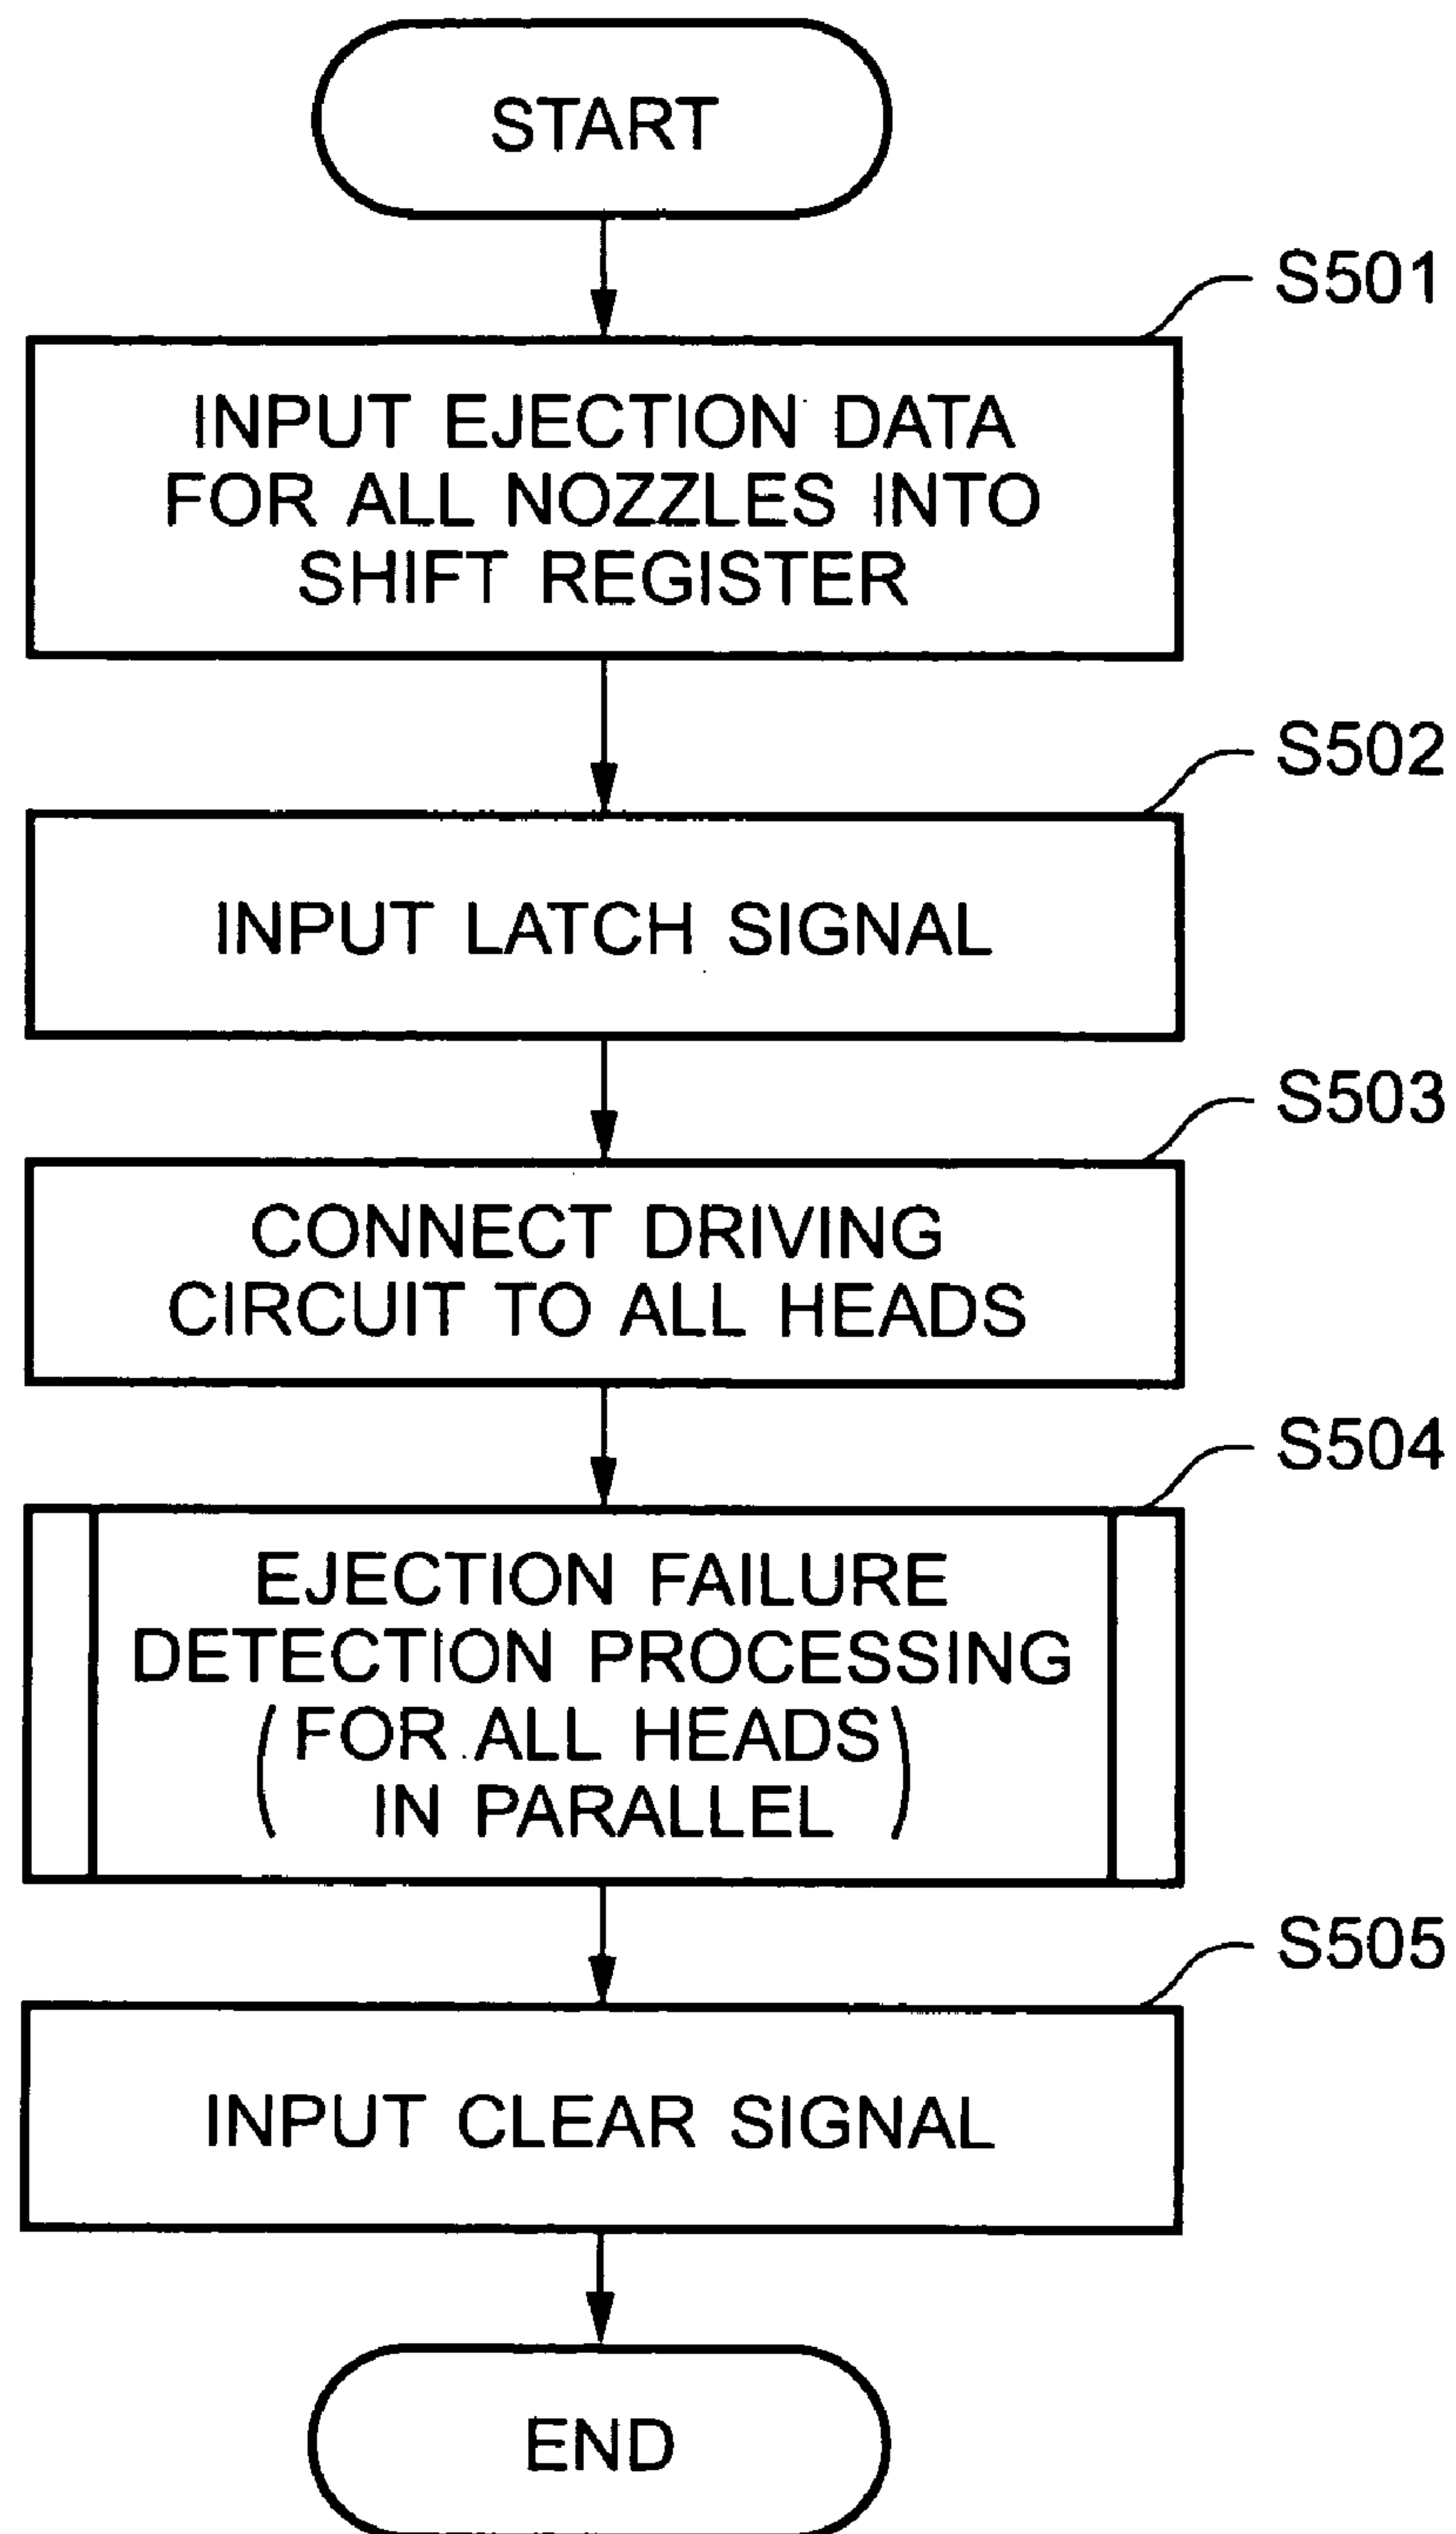 START
S501
INPUT EJECTION DATA
FOR ALL NOZZLES INTO
SHIFT REGISTER
S502
INPUT LATCH SIGNAL
S503
CONNECT DRIVING
CIRCUIT TO ALL HEADS
S504
EJECTION FAILURE
DETECTION PROCESSING
(FOR ALL HEADS
IN PARALLEL)
S505
INPUT CLEAR SIGNAL
END